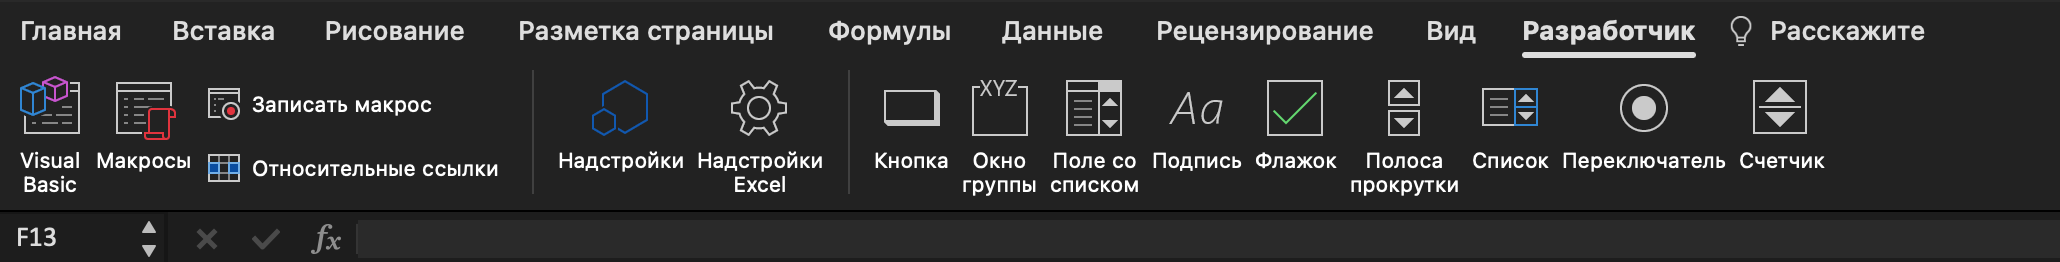 Главная Вставка Рисование Разметка страницы Формулы Данные Рецензирование Вид Разработчик Расскажите
Visual
Basic
Макросы
Записать макрос
Относительные ссылки
Надстройки
Надстройки
Excel
Кнопка
XYZ
Окно
группы
Поле со
списком
Aa
Подпись
Флажок
Полоса
прокрутки
Список
Переключатель
Счетчик
F13
fx